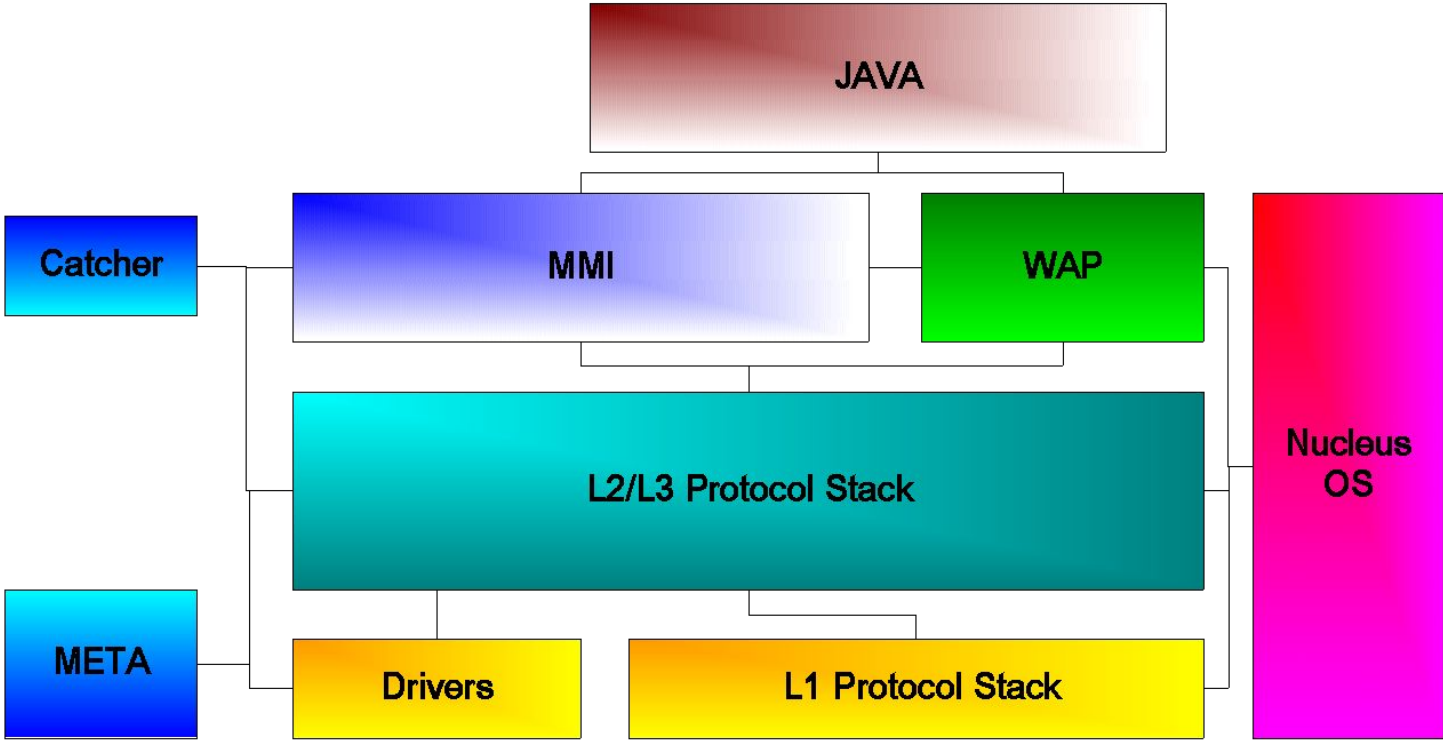 JAVA
Catcher
MMI
WAP
Nucleus
OS
L2/L3 Protocol Stack
META
Drivers
L1 Protocol Stack